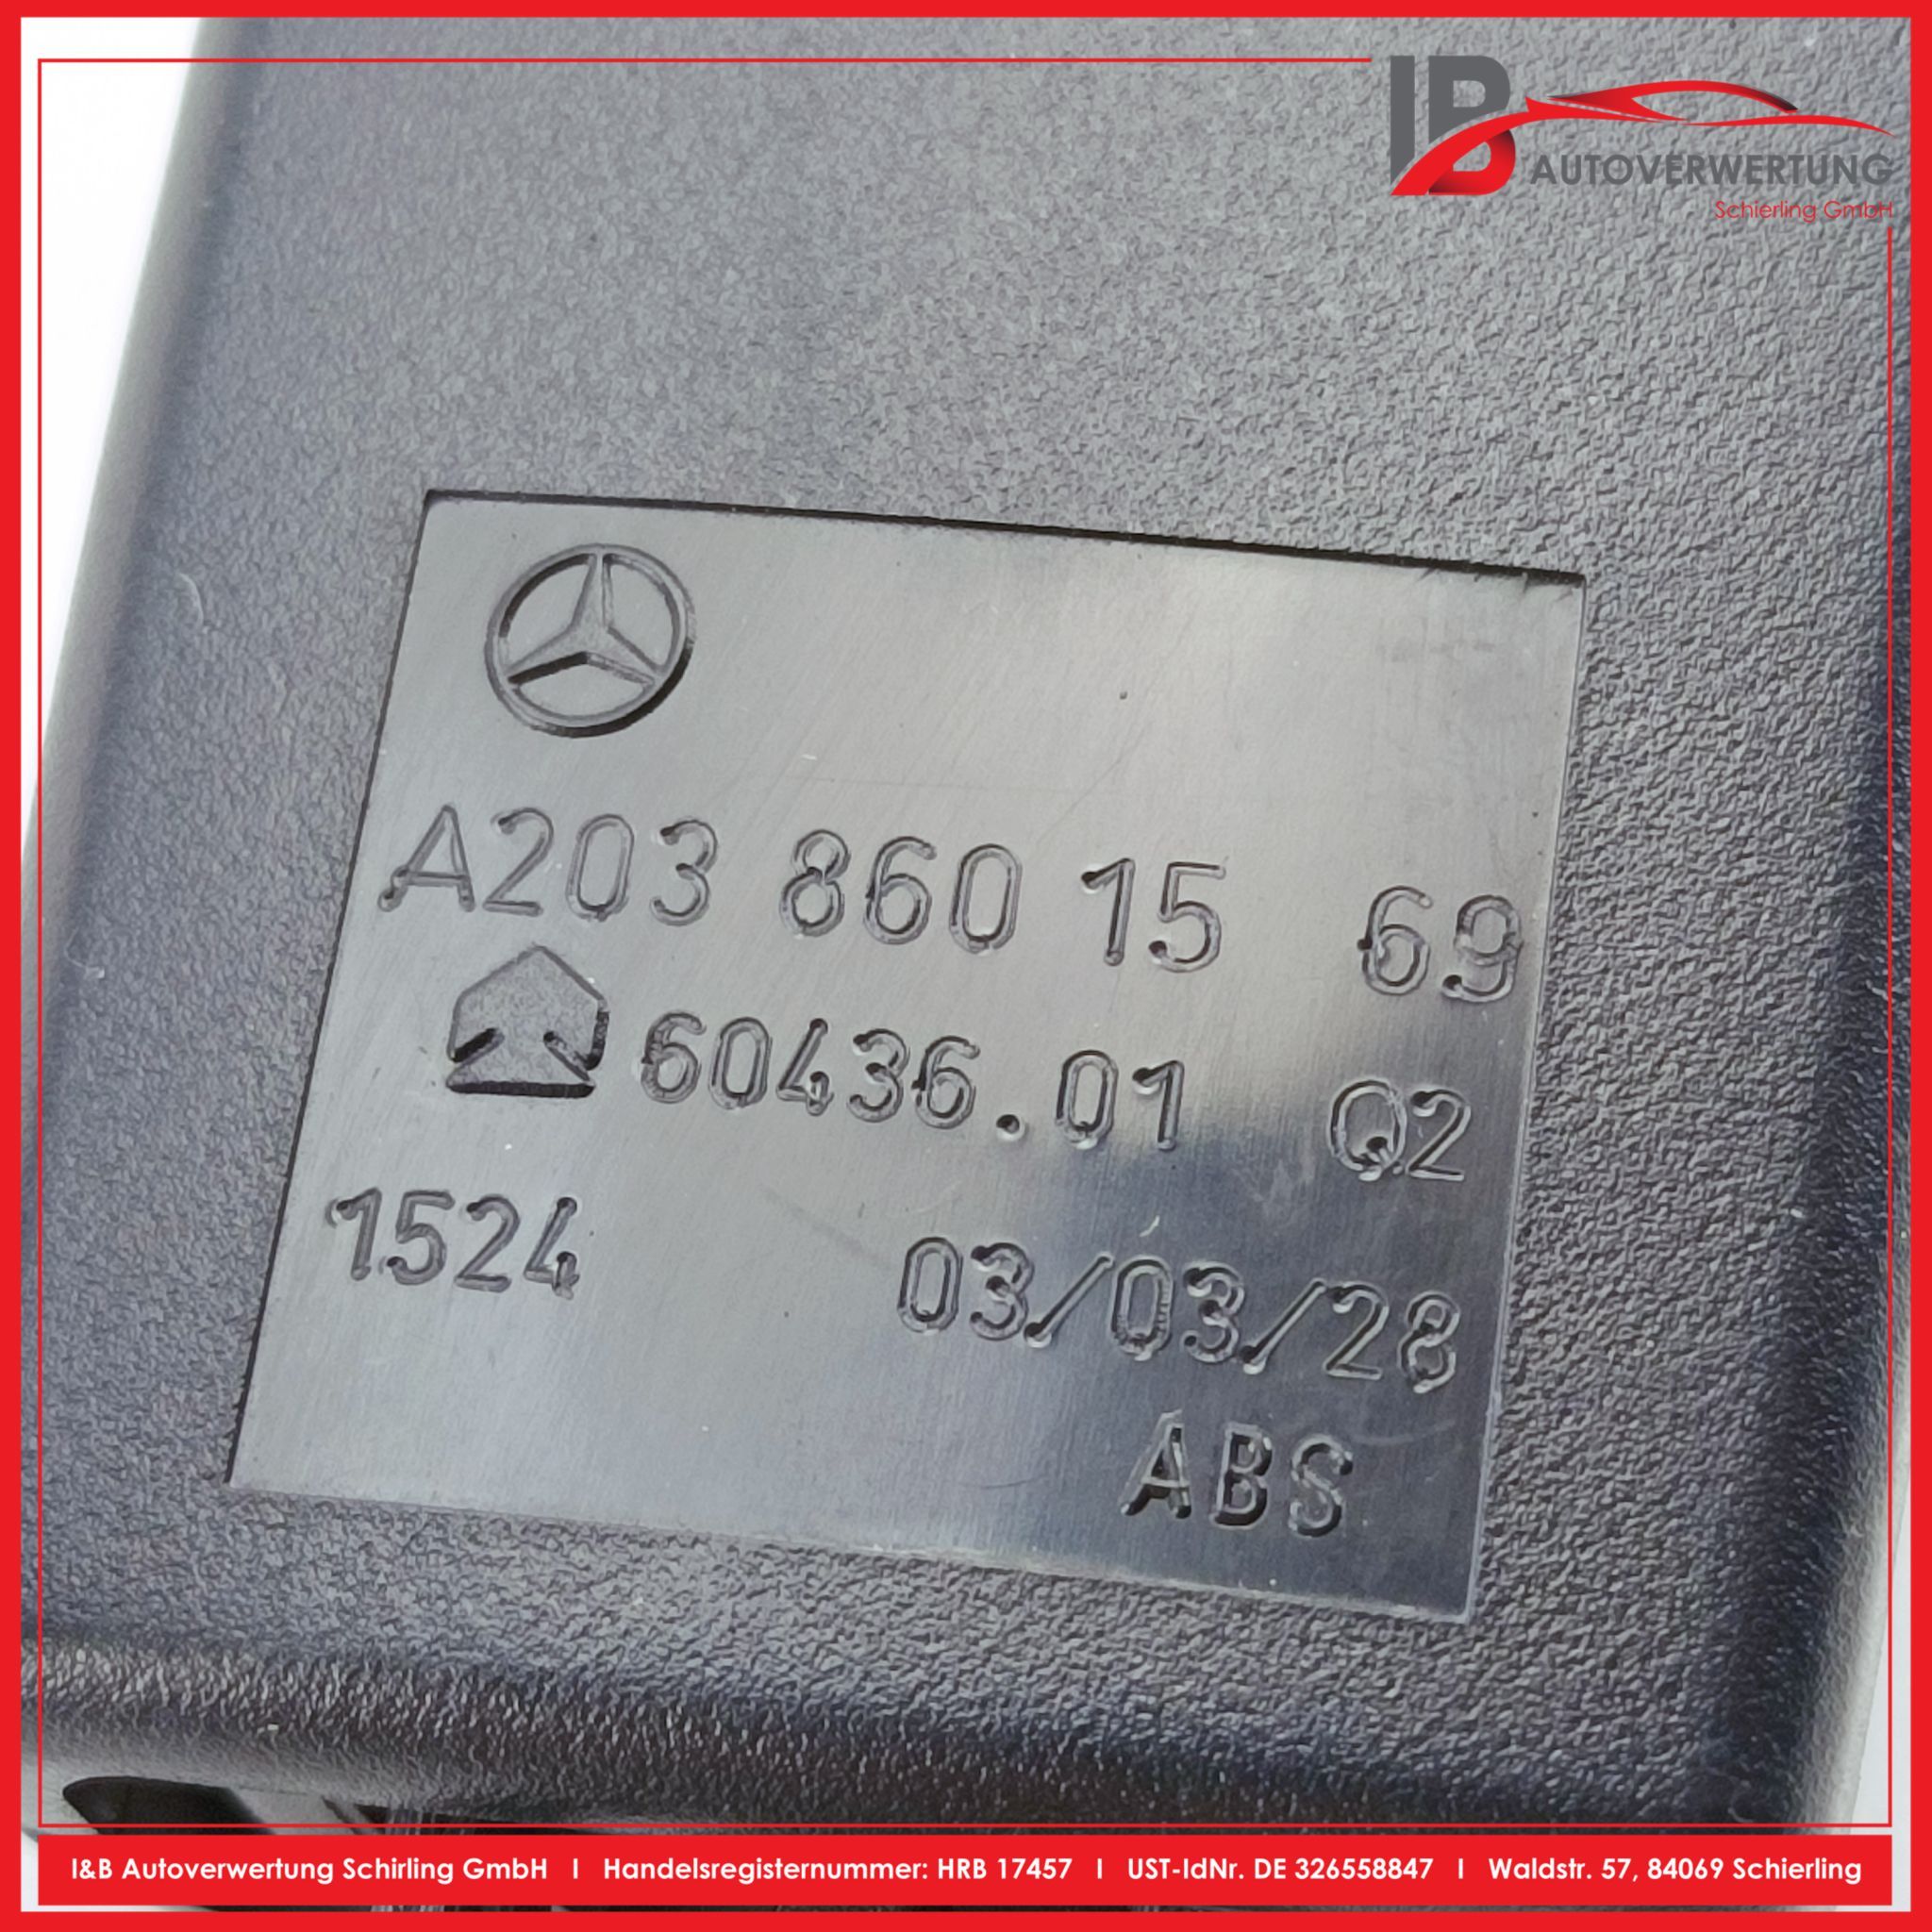 IB
AUTOVERWERTUNG
Schierling GmbH
A203 860 15 69
60436.01 Q2
1524 03/03/28
ABS
I&B Autoverwertung Schirling GmbH I Handelsregisternummer: HRB 17457 I UST-IdNr. DE 326558847 I Waldstr. 57, 84069 Schierling